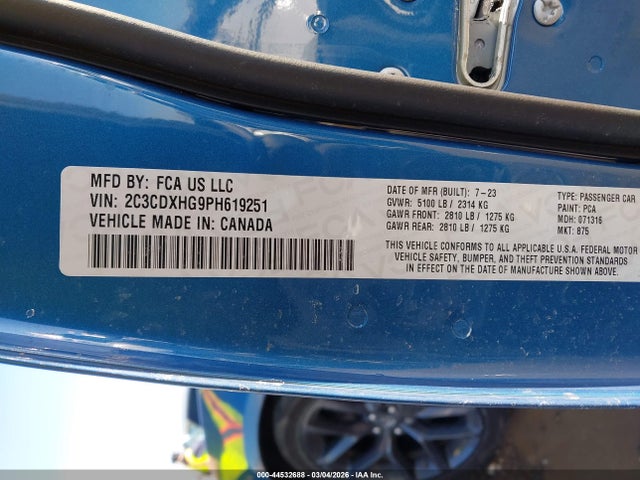 MFD BY: FCA US LLC
VIN: 2C3CDXHG9PH619251
VEHICLE MADE IN: CANADA
DATE OF MFR (BUILT): 7-23
GVWR: 5100 LB / 2314 KG
GAWR FRONT: 2810 LB / 1275 KG
GAWR REAR: 2810 LB / 1275 KG
TYPE: PASSENGER CAR
PAINT: PCA
MDH: 071316
MKT: 875
THIS VEHICLE CONFORMS TO ALL APPLICABLE U.S.A. FEDERAL MOTOR
VEHICLE SAFETY, BUMPER, AND THEFT PREVENTION STANDARDS
IN EFFECT ON THE DATE OF MANUFACTURE SHOWN ABOVE.
000-44532688 - 03/04/2026 - IAA Inc.